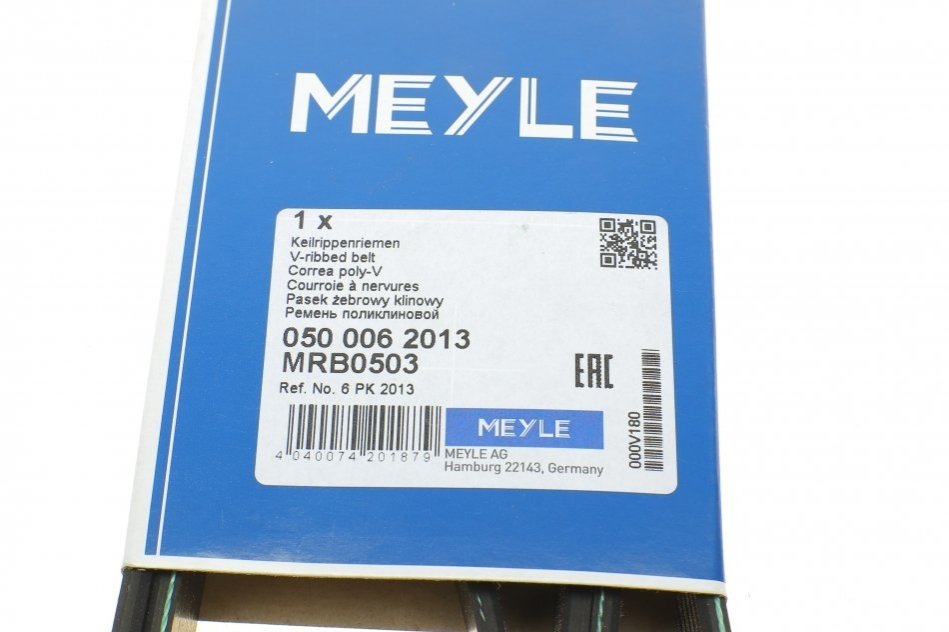 MEYLE
1 x
Keilrippenriemen
V-ribbed belt
Correa poly-V
Courroie à nervures
Pasek żebrowy klinowy
Ремень поликлиновой
050 006 2013
MRB0503
Ref. No. 6 PK 2013
EAC
000V180
4 040074 201879
MEYLE
MEYLE AG
Hamburg 22143, Germany